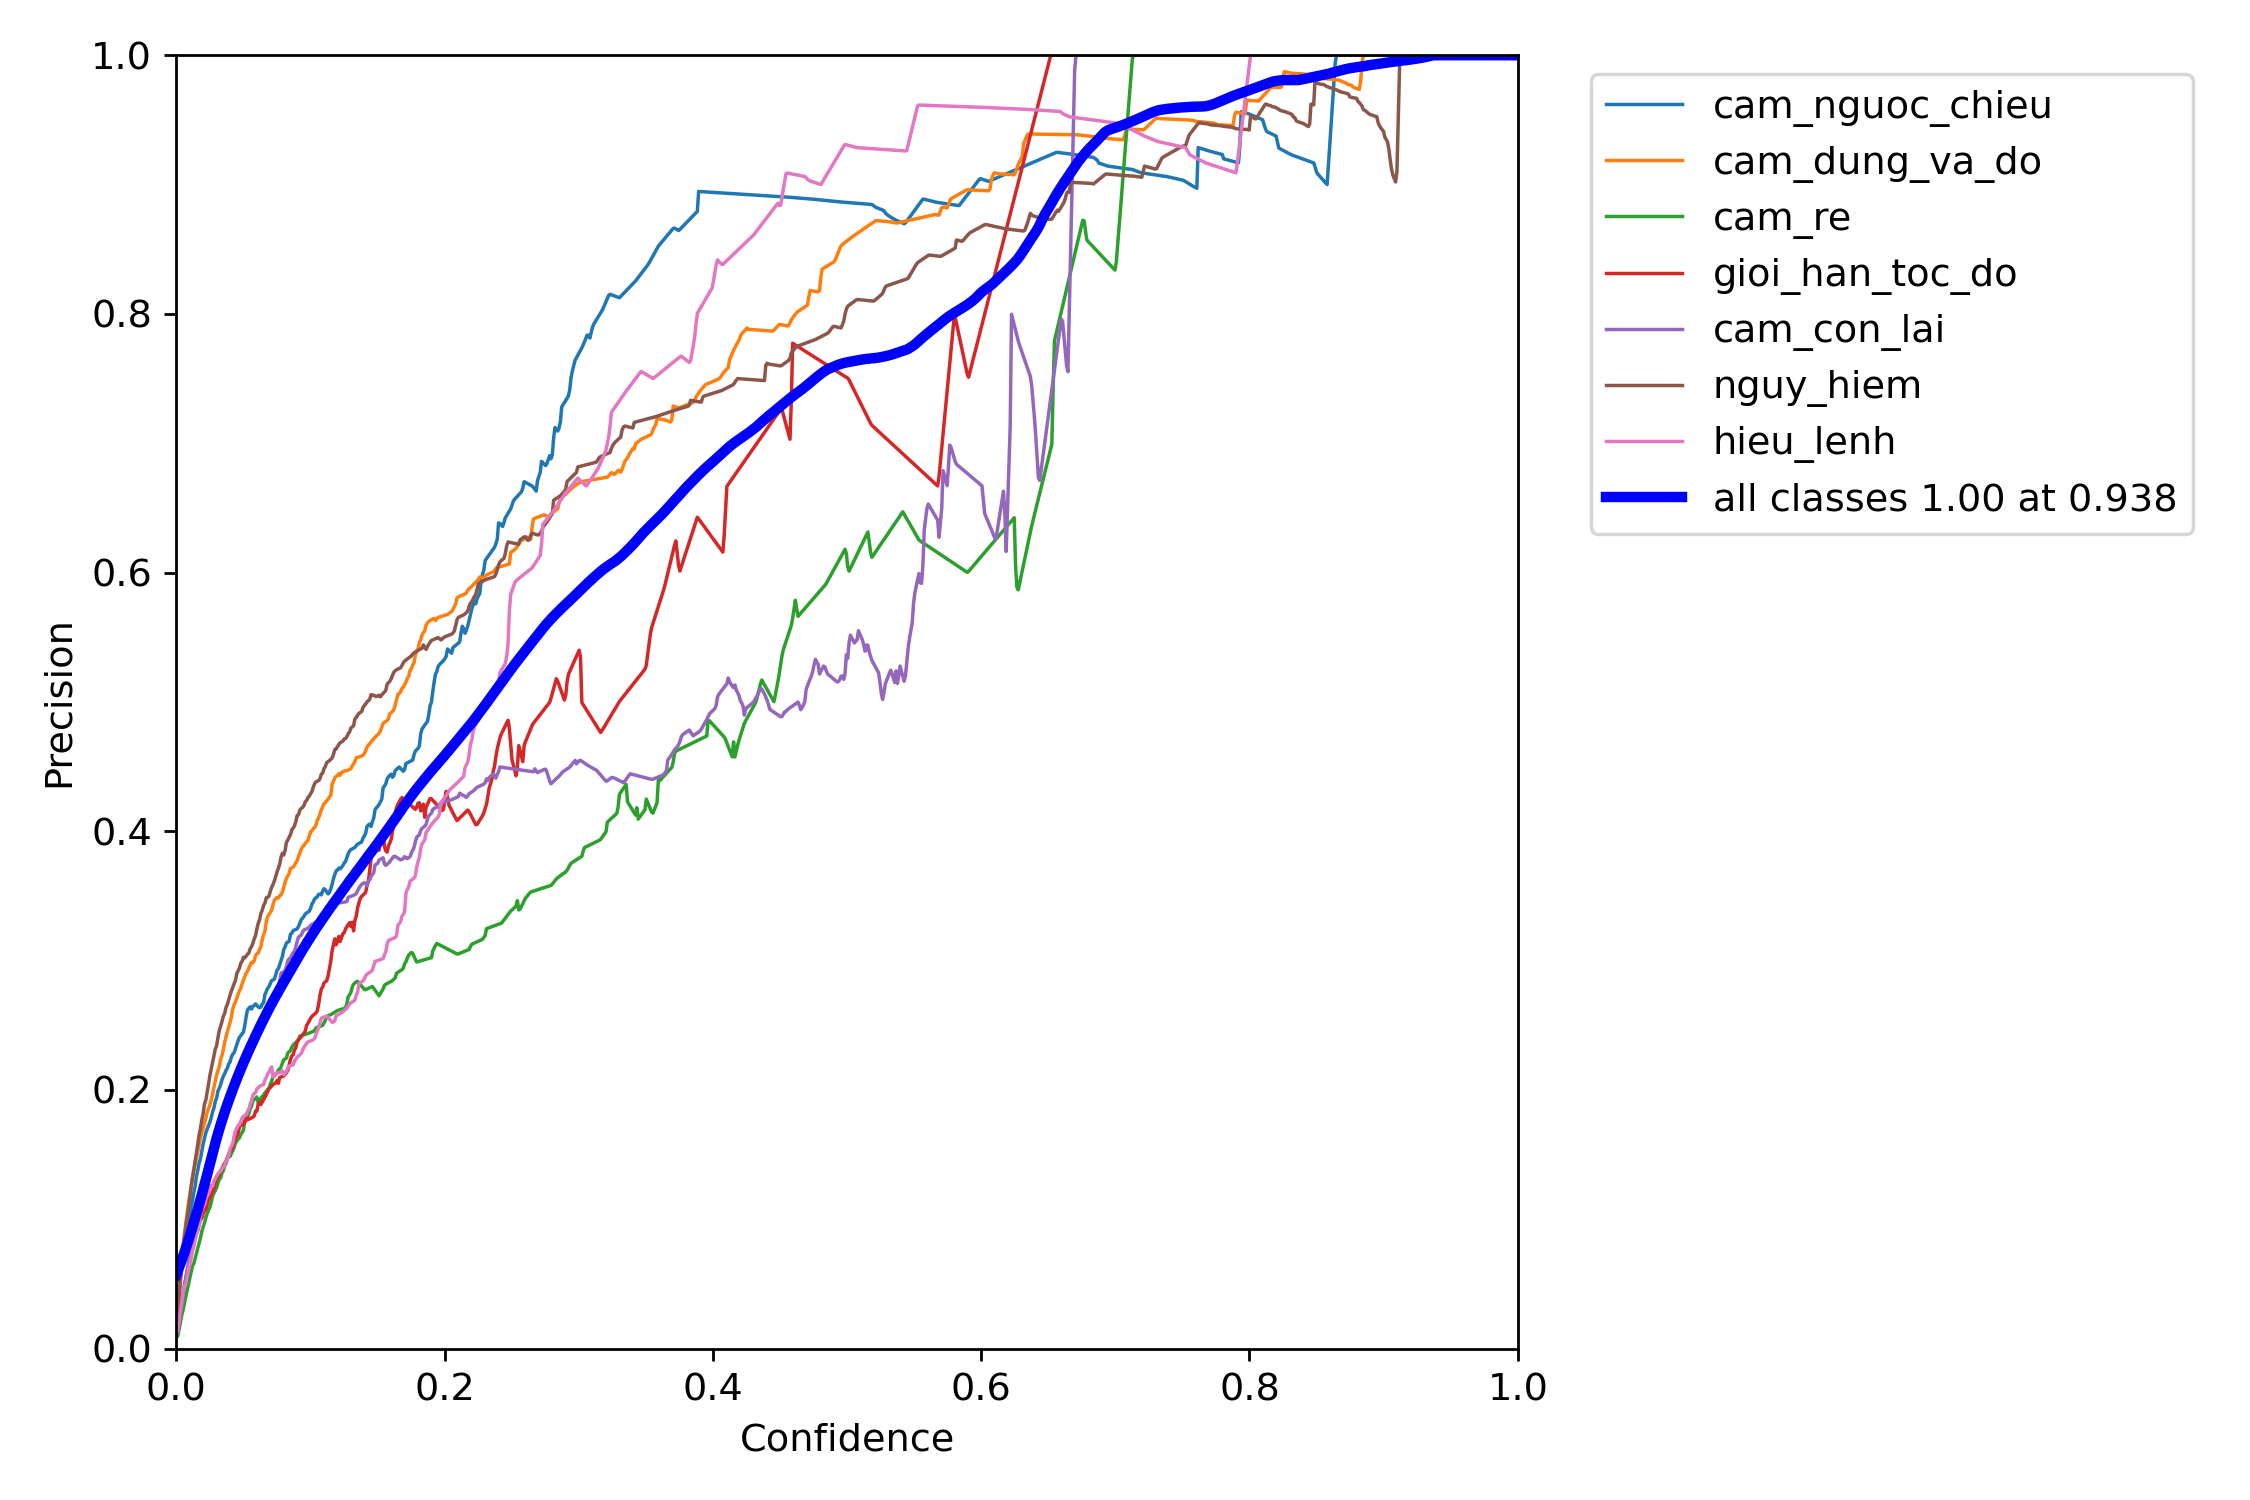 1.0
0.8
0.6
0.4
0.2
0.0
Precision
0.0 0.2 0.4 0.6 0.8 1.0
Confidence
cam_nguoc_chieu
cam_dung_va_do
cam_re
gioi_han_toc_do
cam_con_lai
nguy_hiem
hieu_lenh
all classes 1.00 at 0.938